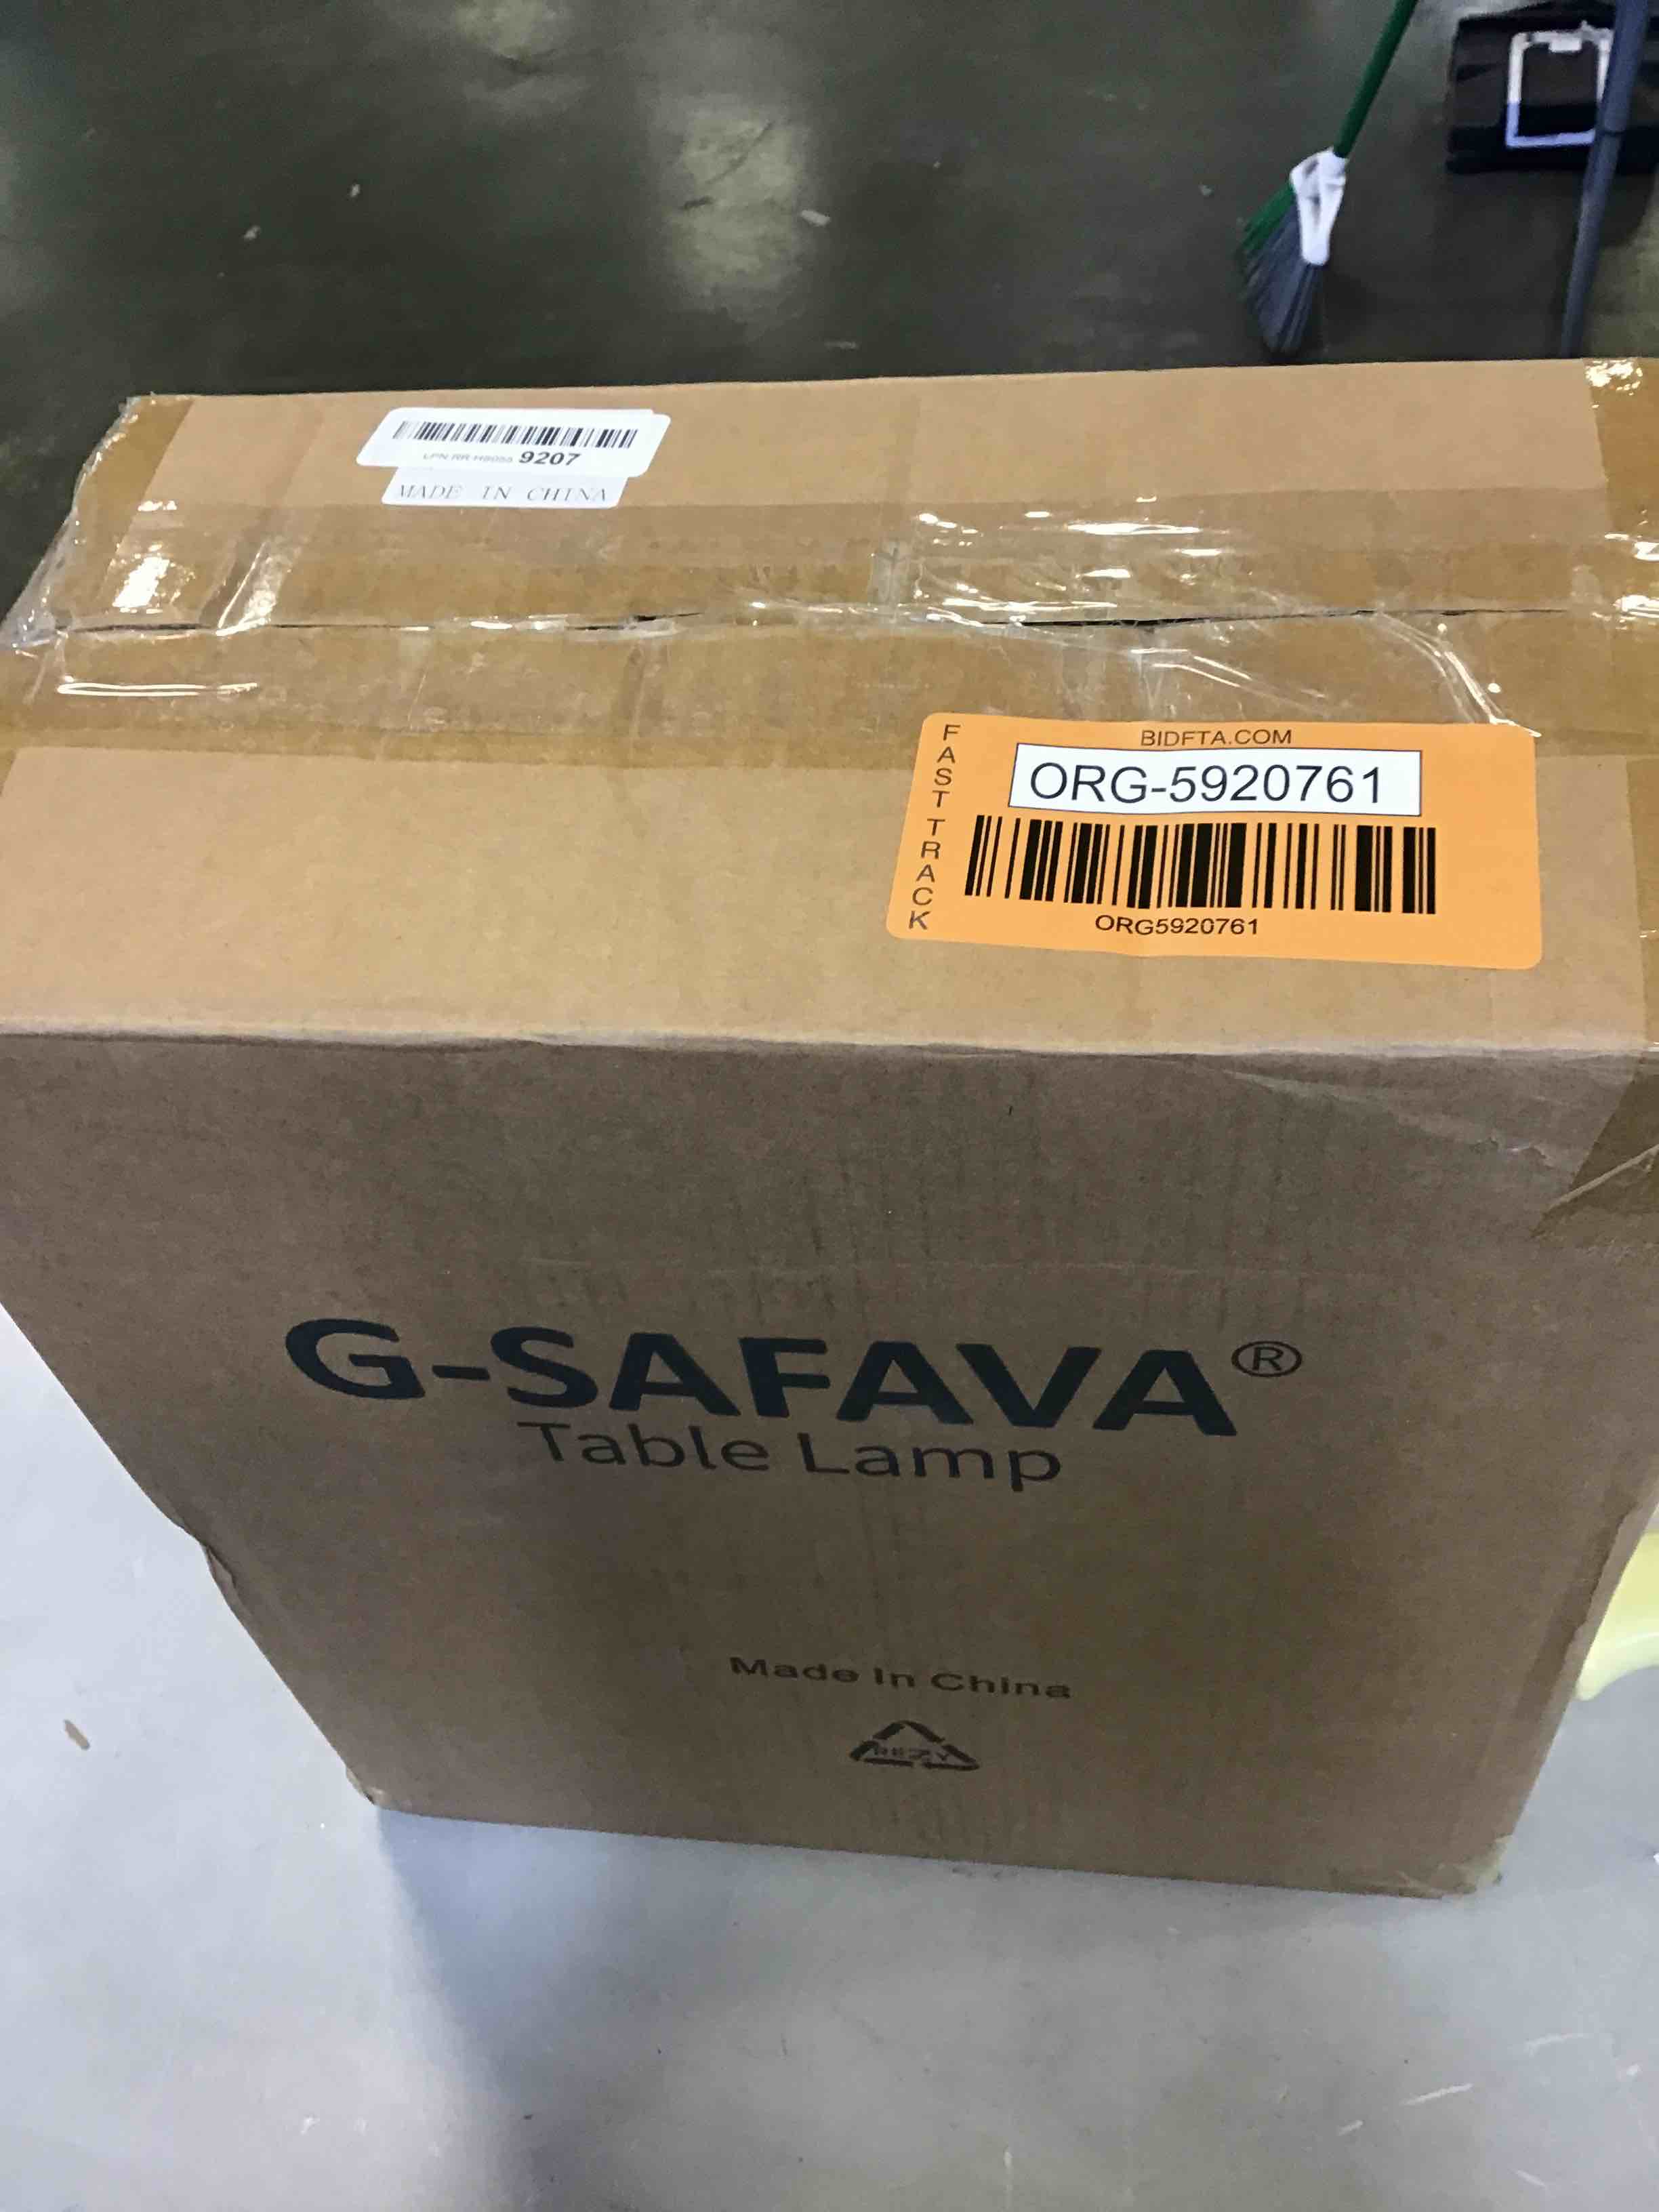 9207
MADE IN CHINA
FAST TRACK
BIDFTA.COM
ORG-5920761
ORG5920761
G-SAFAVA®
Table Lamp
Made In China